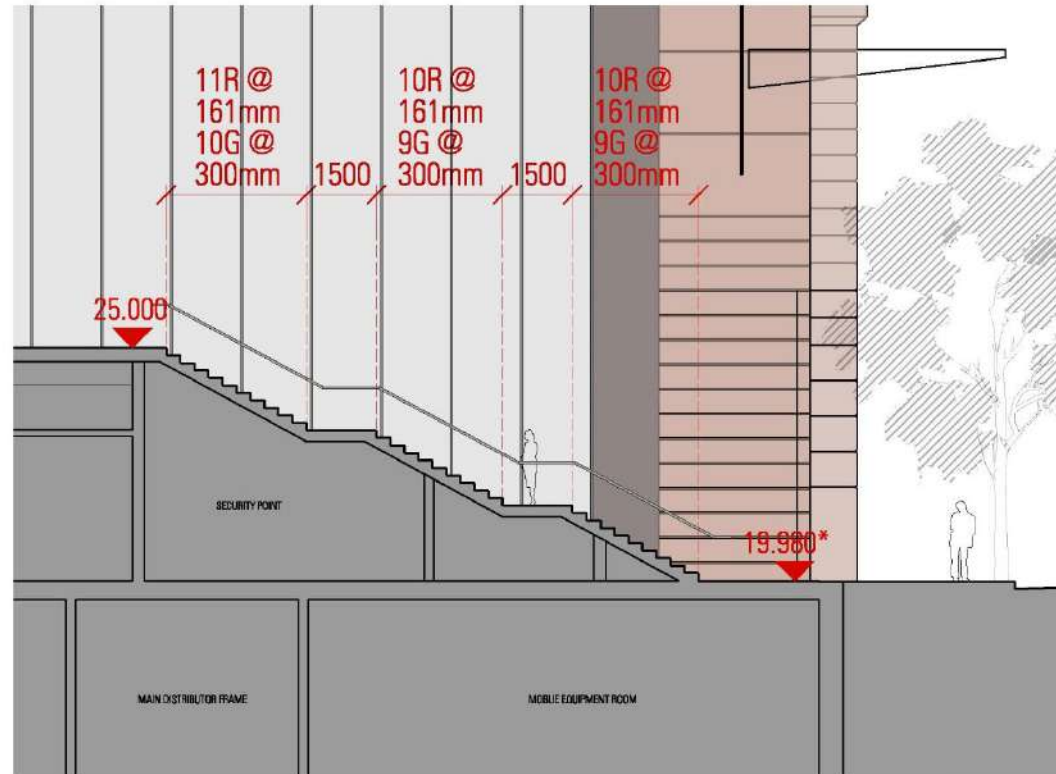 11R @
161mm
10G @
300mm
1500
10R @
161mm
9G @
300mm
1500
10R @
161mm
9G @
300mm
25.000
SECURITY POINT
19.980*
MAIN DISTRIBUTOR FRAME
MOBILE EQUIPMENT ROOM